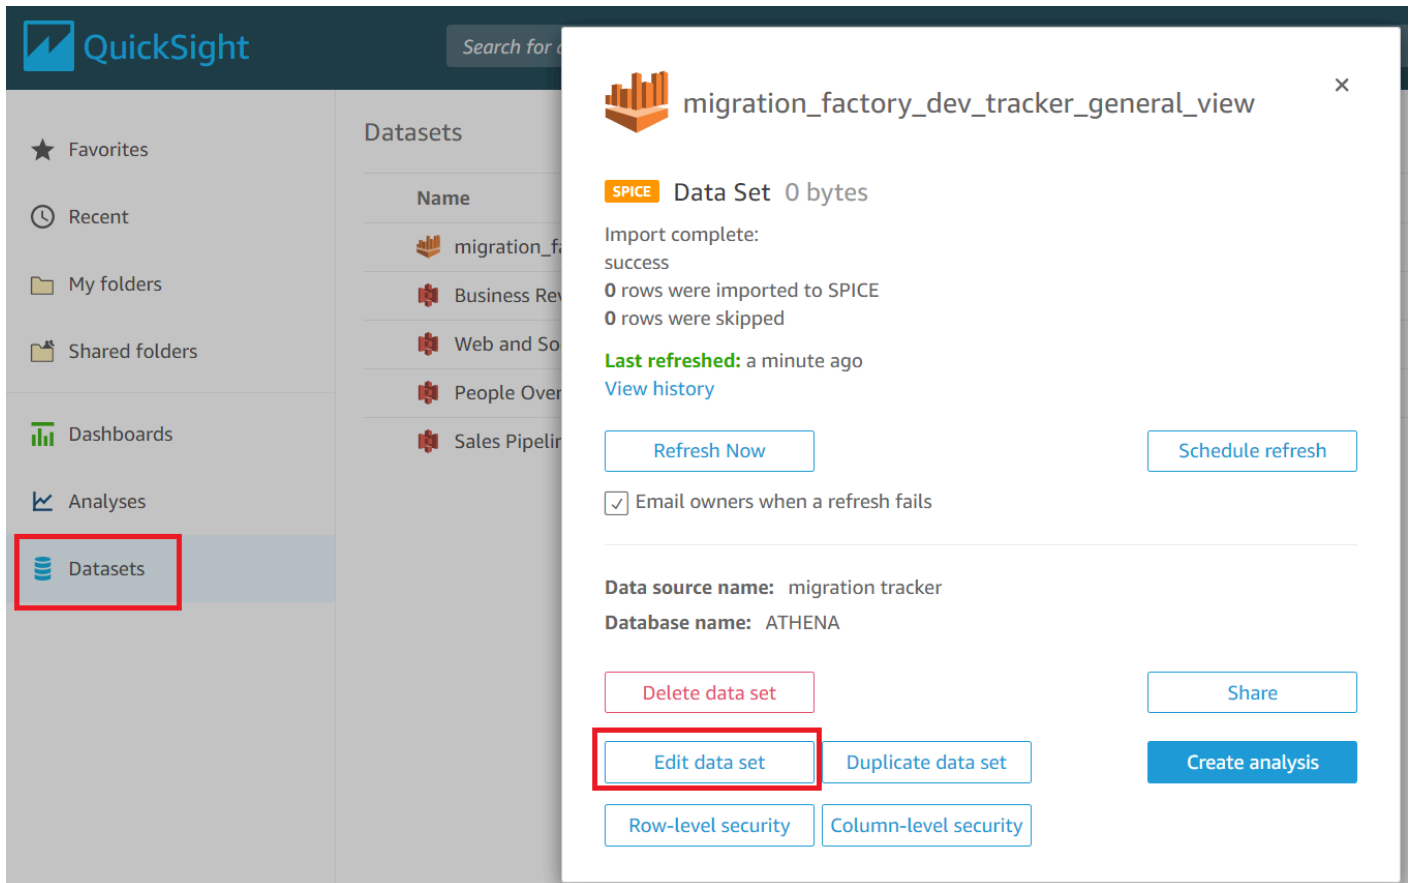 QuickSight
Search for
Favorites
Recent
My folders
Shared folders
Dashboards
Analyses
Datasets
Datasets
Name
migration_fa
Business Rev
Web and So
People Over
Sales Pipelin
migration_factory_dev_tracker_general_view
SPICE Data Set 0 bytes
Import complete:
success
0 rows were imported to SPICE
0 rows were skipped
Last refreshed: a minute ago
View history
Refresh Now
Schedule refresh
Email owners when a refresh fails
Data source name: migration tracker
Database name: ATHENA
Delete data set
Share
Edit data set
Duplicate data set
Create analysis
Row-level security
Column-level security